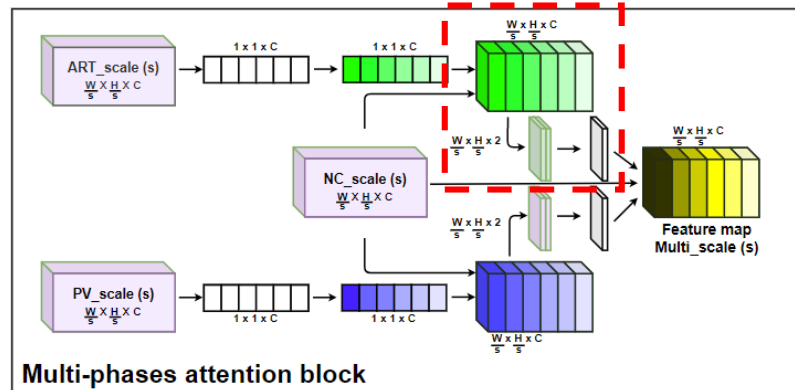 W/s x H/s x C
1 x 1 x C
1 x 1 x C
ART_scale (s)
W/s x H/s x C
W/s x H/s x 2
W/s x H/s x C
NC_scale (s)
W/s x H/s x C
W/s x H/s x 2
Feature map
Multi_scale (s)
PV_scale (s)
W/s x H/s x C
1 x 1 x C
1 x 1 x C
W/s x H/s x C
Multi-phases attention block